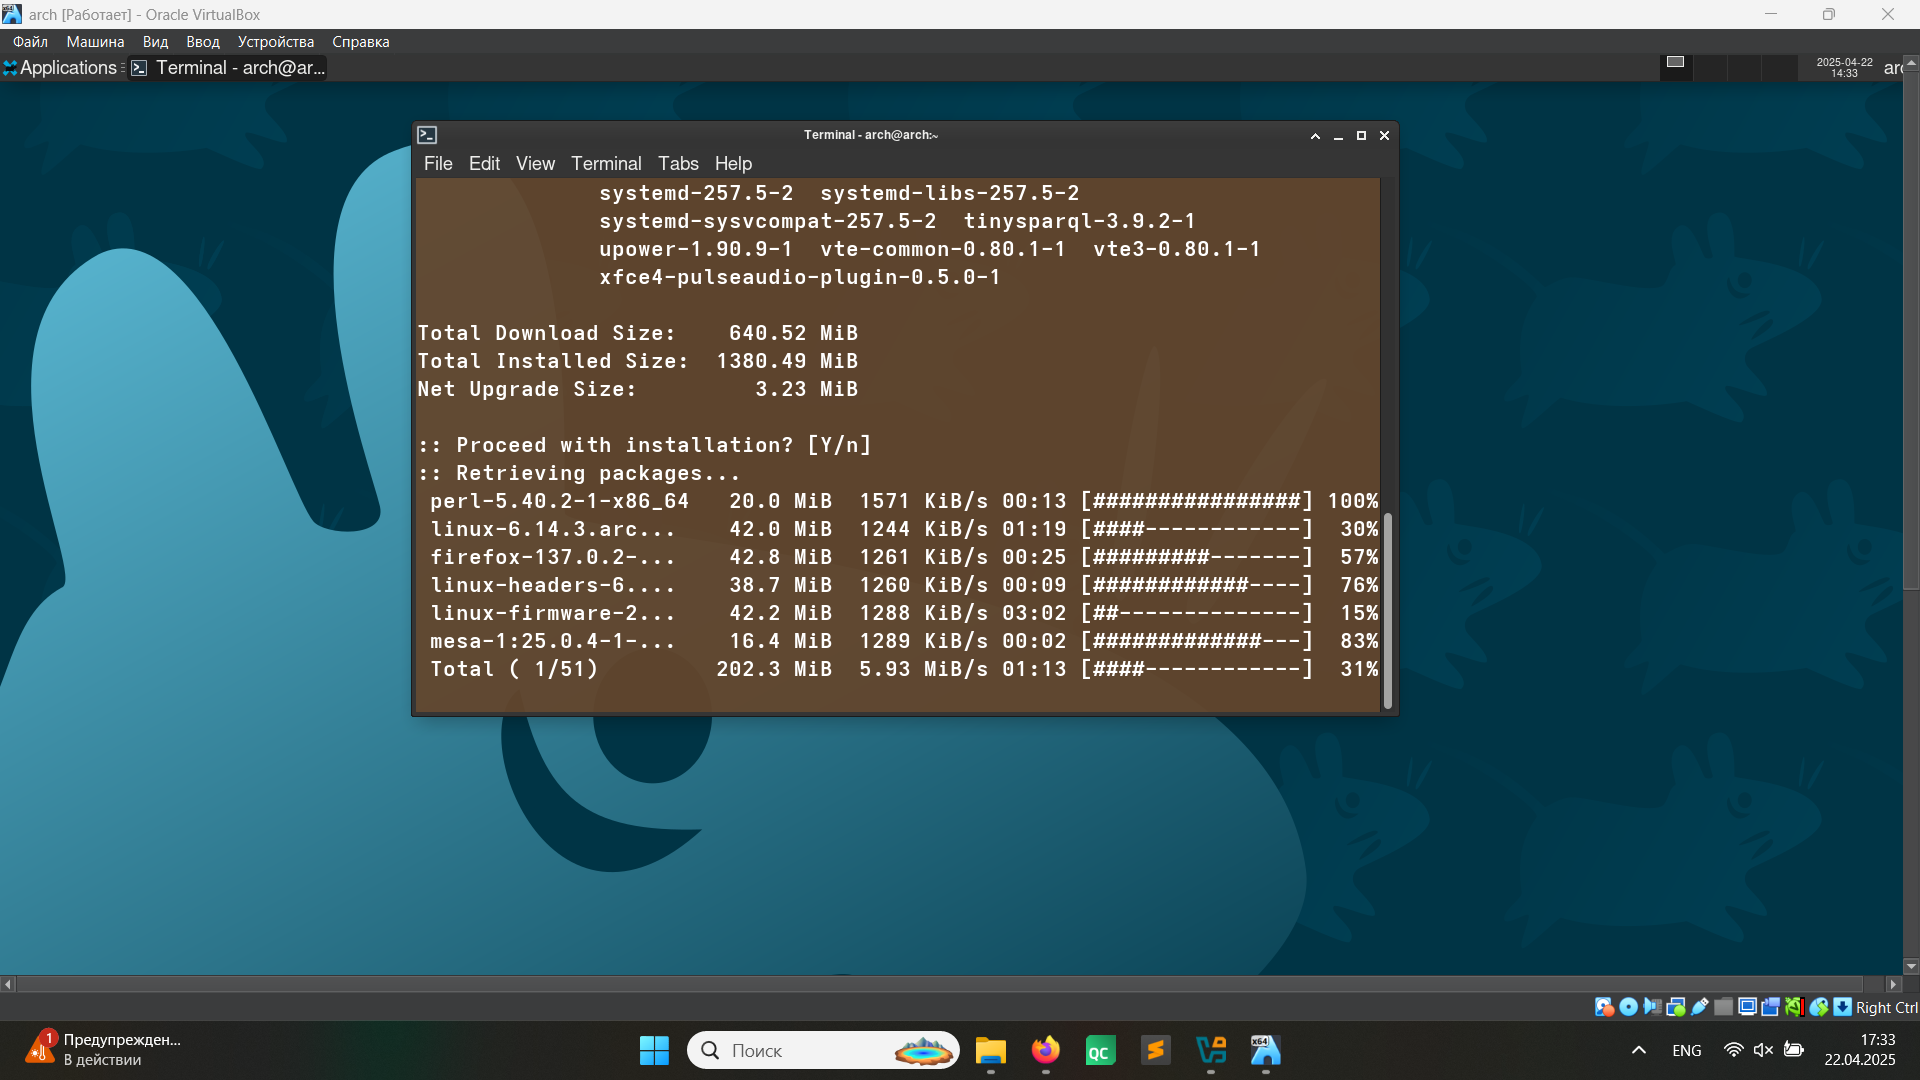 arch [Работает] - Oracle VirtualBox
Файл Машина Вид Ввод Устройства Справка
Applications Terminal - arch@ar...
2025-04-22
14:33
Terminal - arch@arch:~
File Edit View Terminal Tabs Help
systemd-257.5-2 systemd-libs-257.5-2
systemd-sysvcompat-257.5-2 tinysparql-3.9.2-1
upower-1.90.9-1 vte-common-0.80.1-1 vte3-0.80.1-1
xfce4-pulseaudio-plugin-0.5.0-1
Total Download Size: 640.52 MiB
Total Installed Size: 1380.49 MiB
Net Upgrade Size: 3.23 MiB
:: Proceed with installation? [Y/n]
:: Retrieving packages...
perl-5.40.2-1-x86_64 20.0 MiB 1571 KiB/s 00:13 [################] 100%
linux-6.14.3.arc... 42.0 MiB 1244 KiB/s 01:19 [####------------] 30%
firefox-137.0.2-... 42.8 MiB 1261 KiB/s 00:25 [#########-------] 57%
linux-headers-6.... 38.7 MiB 1260 KiB/s 00:09 [############----] 76%
linux-firmware-2... 42.2 MiB 1288 KiB/s 03:02 [##--------------] 15%
mesa-1:25.0.4-1-... 16.4 MiB 1289 KiB/s 00:02 [#############---] 83%
Total ( 1/51) 202.3 MiB 5.93 MiB/s 01:13 [####------------] 31%
Right Ctrl
1
Предупрежден...
В действии
Поиск
QC
x64
ENG
17:33
22.04.2025